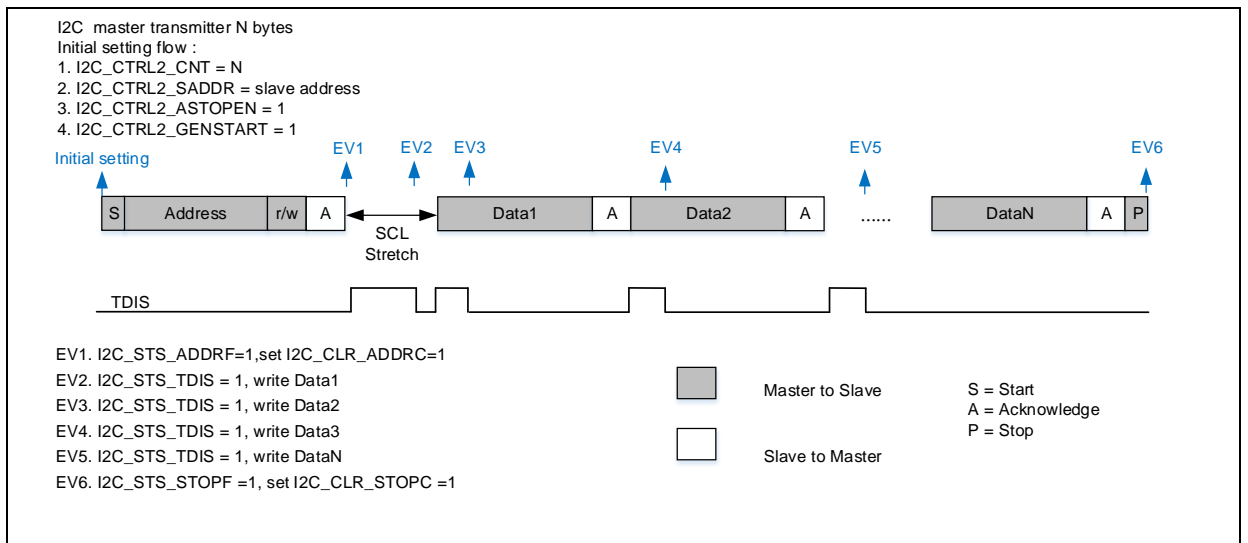 I2C master transmitter N bytes
Initial setting flow :
1. I2C_CTRL2_CNT = N
2. I2C_CTRL2_SADDR = slave address
3. I2C_CTRL2_ASTOPEN = 1
4. I2C_CTRL2_GENSTART = 1
Initial setting EV1 EV2 EV3 EV4 EV5 EV6
S Address r/w A Data1 A Data2 A ...... DataN A P
SCL
Stretch
TDIS
EV1. I2C_STS_ADDRF=1,set I2C_CLR_ADDRC=1
EV2. I2C_STS_TDIS = 1, write Data1
EV3. I2C_STS_TDIS = 1, write Data2
EV4. I2C_STS_TDIS = 1, write Data3
EV5. I2C_STS_TDIS = 1, write DataN
EV6. I2C_STS_STOPF =1, set I2C_CLR_STOPC =1
Master to Slave
Slave to Master
S = Start
A = Acknowledge
P = Stop